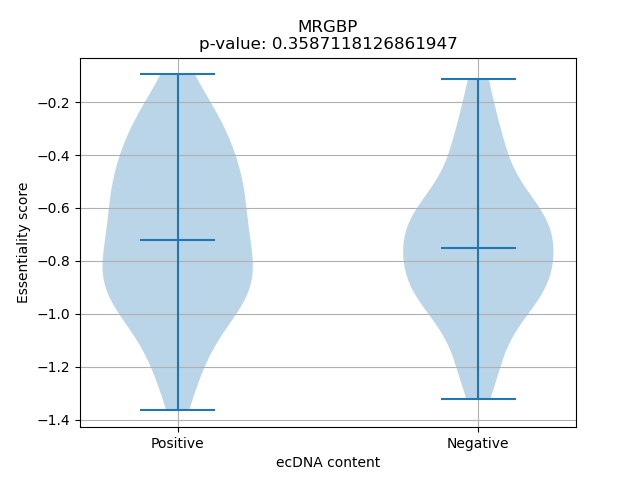 MRGBP
p-value: 0.3587118126861947
Essentiality score
−0.2
−0.4
−0.6
−0.8
−1.0
−1.2
−1.4
Positive
Negative
ecDNA content